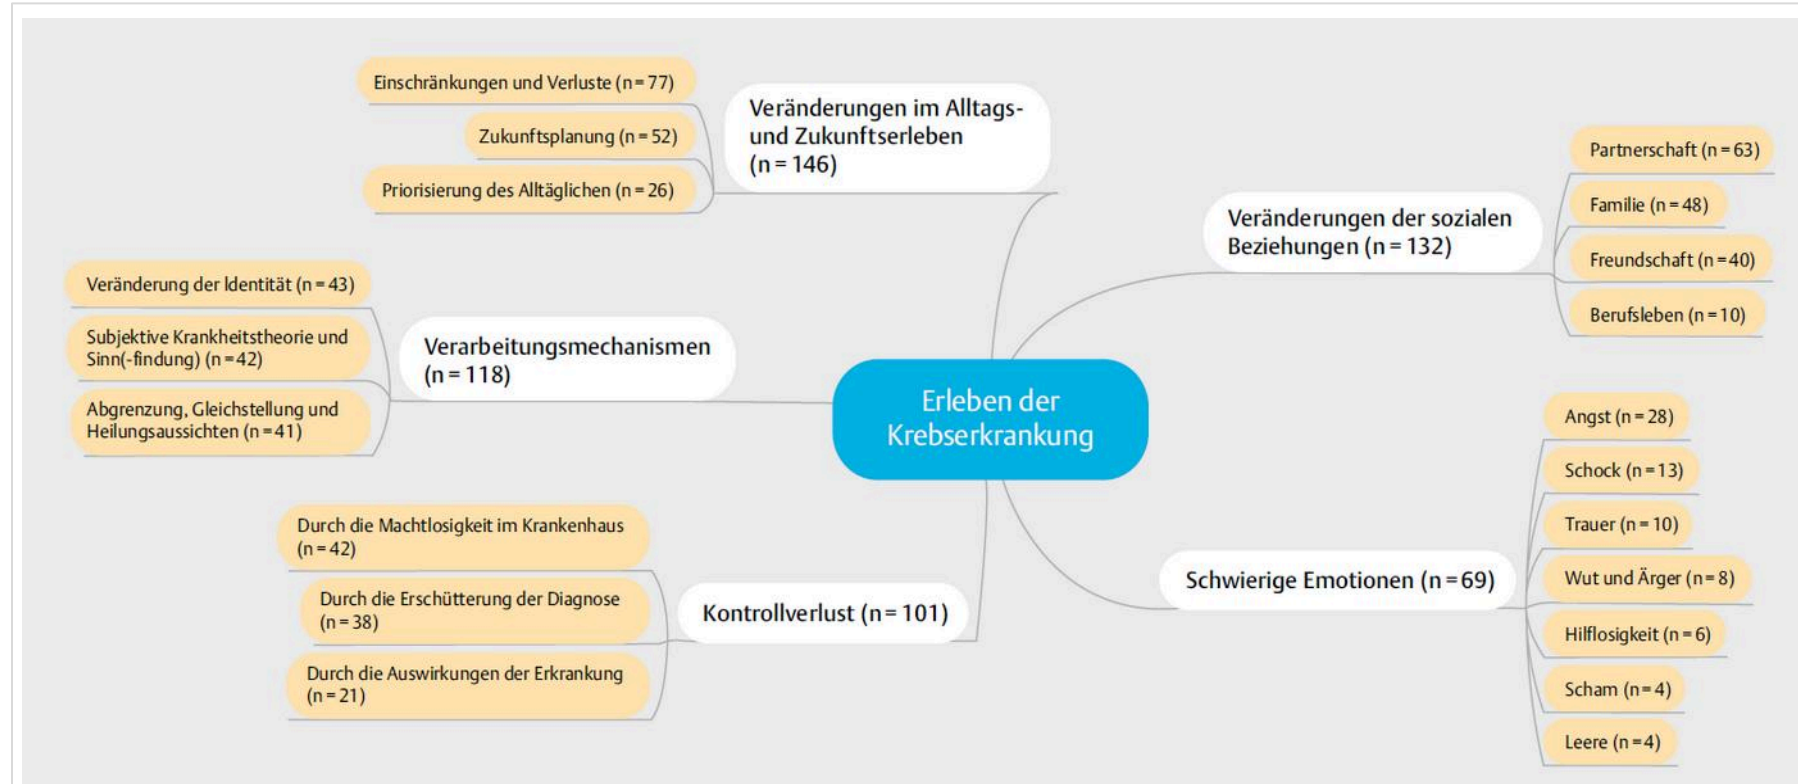 Einschränkungen und Verluste (n = 77)
Zukunftsplanung (n = 52)
Priorisierung des Alltäglichen (n = 26)
Veränderungen im Alltags-
und Zukunftserleben
(n = 146)
Veränderung der Identität (n = 43)
Subjektive Krankheitstheorie und
Sinn(-findung) (n = 42)
Abgrenzung, Gleichstellung und
Heilungsaussichten (n = 41)
Verarbeitungsmechanismen
(n = 118)
Durch die Machtlosigkeit im Krankenhaus
(n = 42)
Durch die Erschütterung der Diagnose
(n = 38)
Durch die Auswirkungen der Erkrankung
(n = 21)
Kontrollverlust (n = 101)
Erleben der
Krebserkrankung
Veränderungen der sozialen
Beziehungen (n = 132)
Partnerschaft (n = 63)
Familie (n = 48)
Freundschaft (n = 40)
Berufsleben (n = 10)
Schwierige Emotionen (n = 69)
Angst (n = 28)
Schock (n = 13)
Trauer (n = 10)
Wut und Ärger (n = 8)
Hilflosigkeit (n = 6)
Scham (n = 4)
Leere (n = 4)